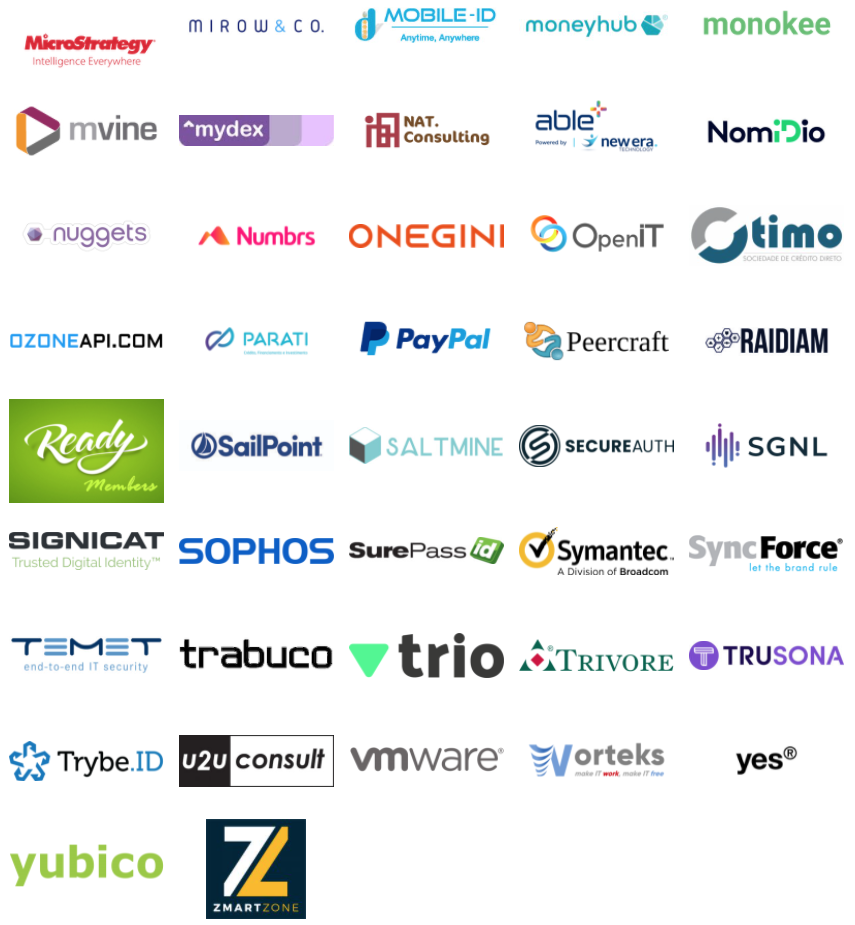 MicroStrategy
Intelligence Everywhere
MIROW & CO.
MOBILE-ID
Anytime, Anywhere
moneyhub
monokee
mvine
^mydex
NAT.
Consulting
able
Powered by | newera
TECHNOLOGY
NomiDio
nuggets
Numbrs
ONEGINI
OpenIT
timo
SOCIEDADE DE CRÉDITO DIRETO
OZONEAPI.COM
PARATI
Crédito, Financiamento e Investimento
PayPal
Peercraft
RAIDIAM
Ready
Members
SailPoint
SALTMINE
SECUREAUTH
SGNL
SIGNICAT
Trusted Digital Identity™
SOPHOS
SurePass id
Symantec™
A Division of Broadcom
SyncForce®
let the brand rule
TEMET
end-to-end IT security
trabuco
trio
®TRIVORE
TRUSONA
Trybe.ID
u2u consult
vmware®
Vorteks
make IT work, make IT free
yes®
yubico
ZMARTZONE